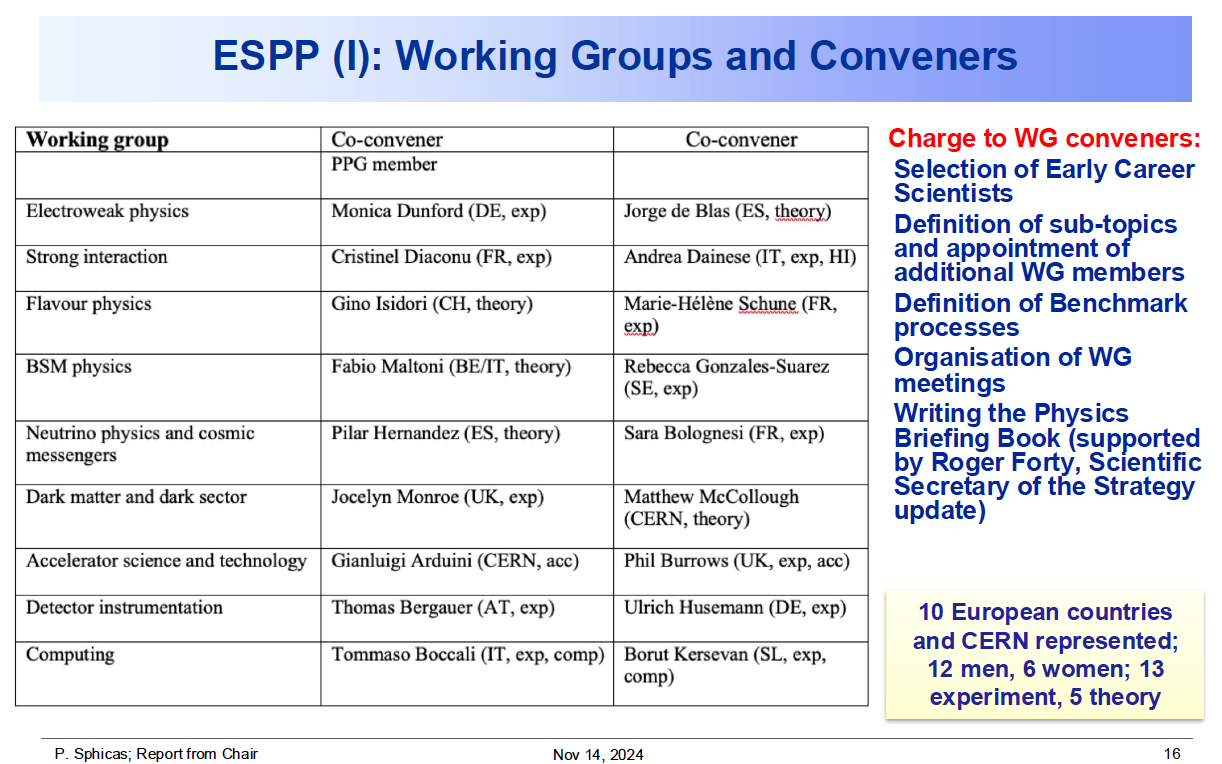 ESPP (I): Working Groups and Conveners
Working group Co-convener Co-convener
PPG member
Electroweak physics Monica Dunford (DE, exp) Jorge de Blas (ES, theory)
Strong interaction Cristinel Diaconu (FR, exp) Andrea Dainese (IT, exp, HI)
Flavour physics Gino Isidori (CH, theory) Marie-Hélène Schune (FR,
exp)
BSM physics Fabio Maltoni (BE/IT, theory) Rebecca Gonzales-Suarez
(SE, exp)
Neutrino physics and cosmic
messengers Pilar Hernandez (ES, theory) Sara Bolognesi (FR, exp)
Dark matter and dark sector Jocelyn Monroe (UK, exp) Matthew McCollough
(CERN, theory)
Accelerator science and technology Gianluigi Arduini (CERN, acc) Phil Burrows (UK, exp, acc)
Detector instrumentation Thomas Bergauer (AT, exp) Ulrich Husemann (DE, exp)
Computing Tommaso Boccali (IT, exp, comp) Borut Kersevan (SL, exp,
comp)
Charge to WG conveners:
Selection of Early Career
Scientists
Definition of sub-topics
and appointment of
additional WG members
Definition of Benchmark
processes
Organisation of WG
meetings
Writing the Physics
Briefing Book (supported
by Roger Forty, Scientific
Secretary of the Strategy
update)
10 European countries
and CERN represented;
12 men, 6 women; 13
experiment, 5 theory
P. Sphicas; Report from Chair
Nov 14, 2024
16